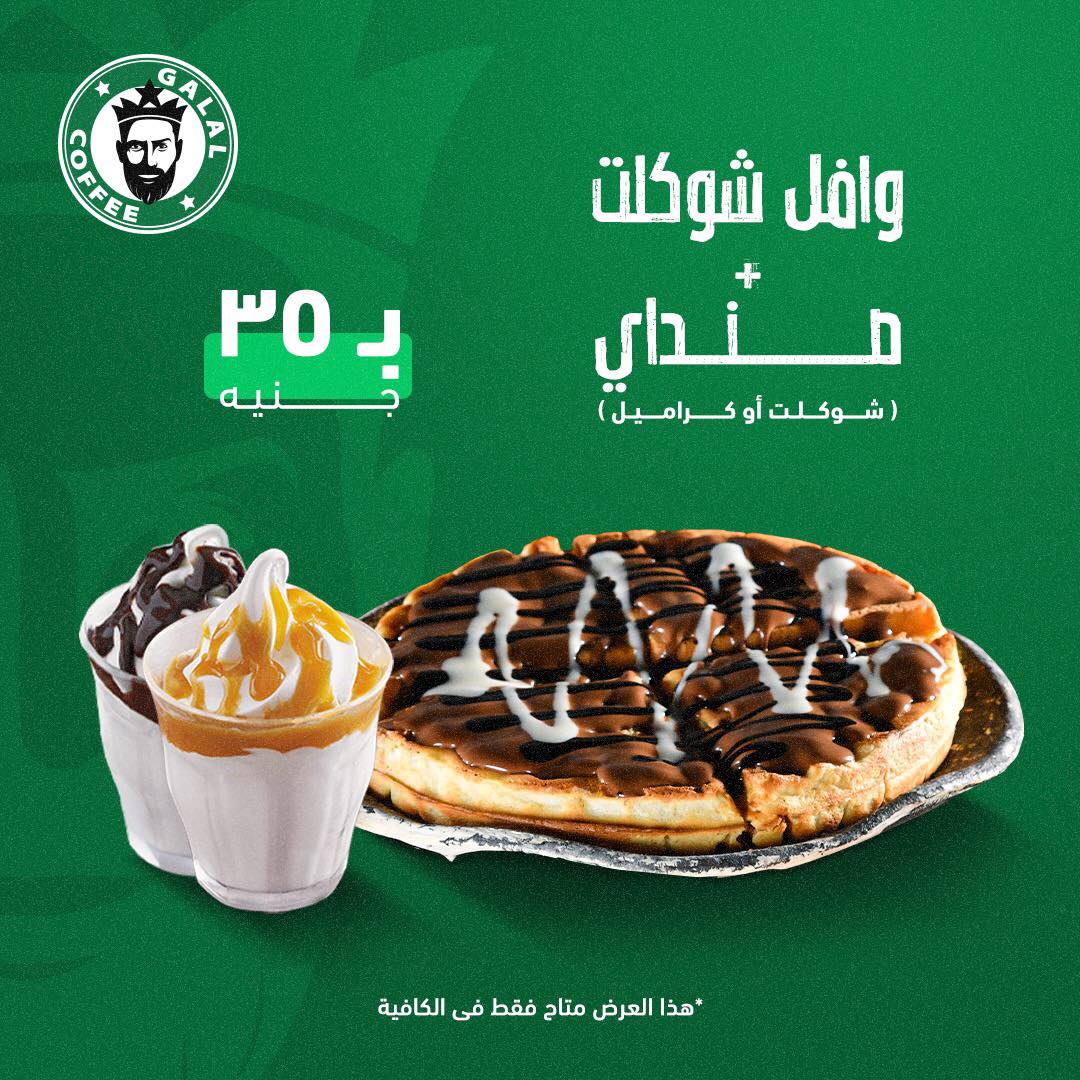 GALAL COFFEE
وافل شوكلت
+
صنداي
( شوكلت أو كراميل )
بـ ٣٥
جنيه
*هذا العرض متاح فقط فى الكافية